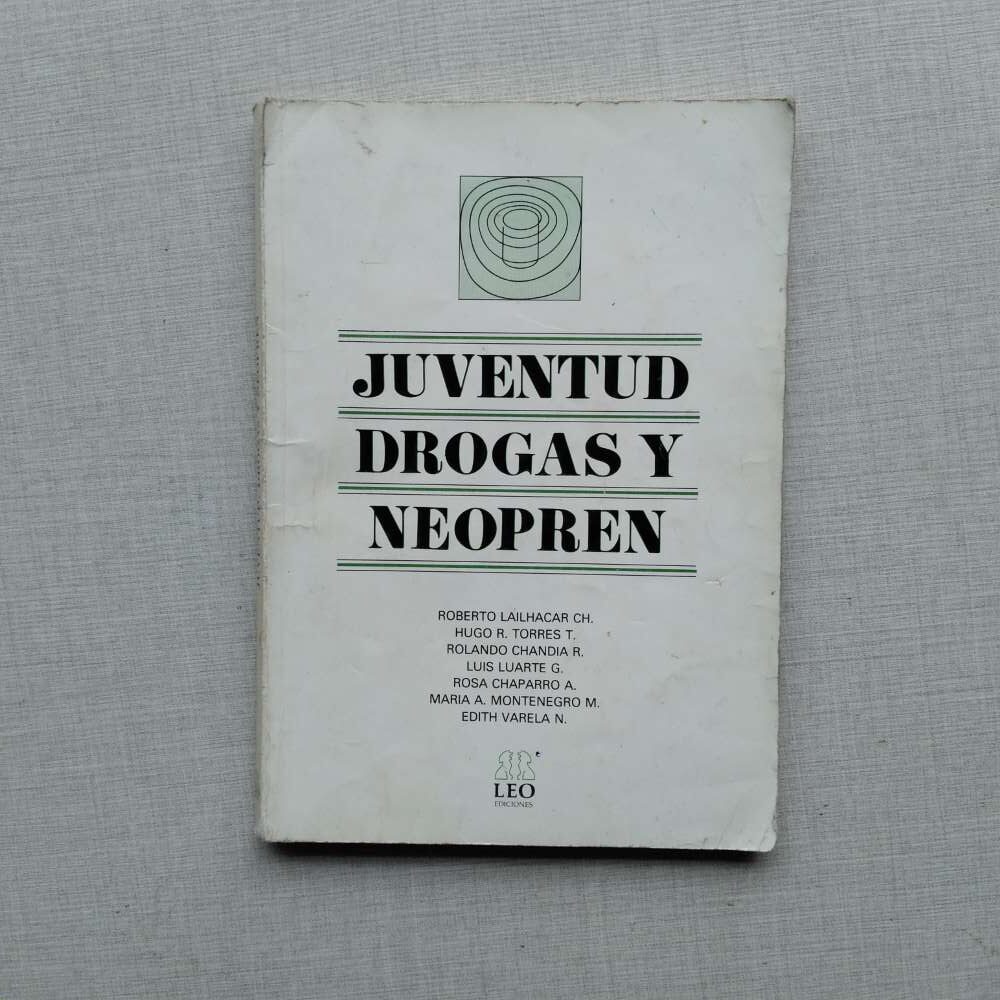 JUVENTUD
DROGAS Y
NEOPREN
ROBERTO LAILHACAR CH.
HUGO R. TORRES T.
ROLANDO CHANDIA R.
LUIS LUARTE G.
ROSA CHAPARRO A.
MARIA A. MONTENEGRO M.
EDITH VARELA N.
LEO
EDICIONES